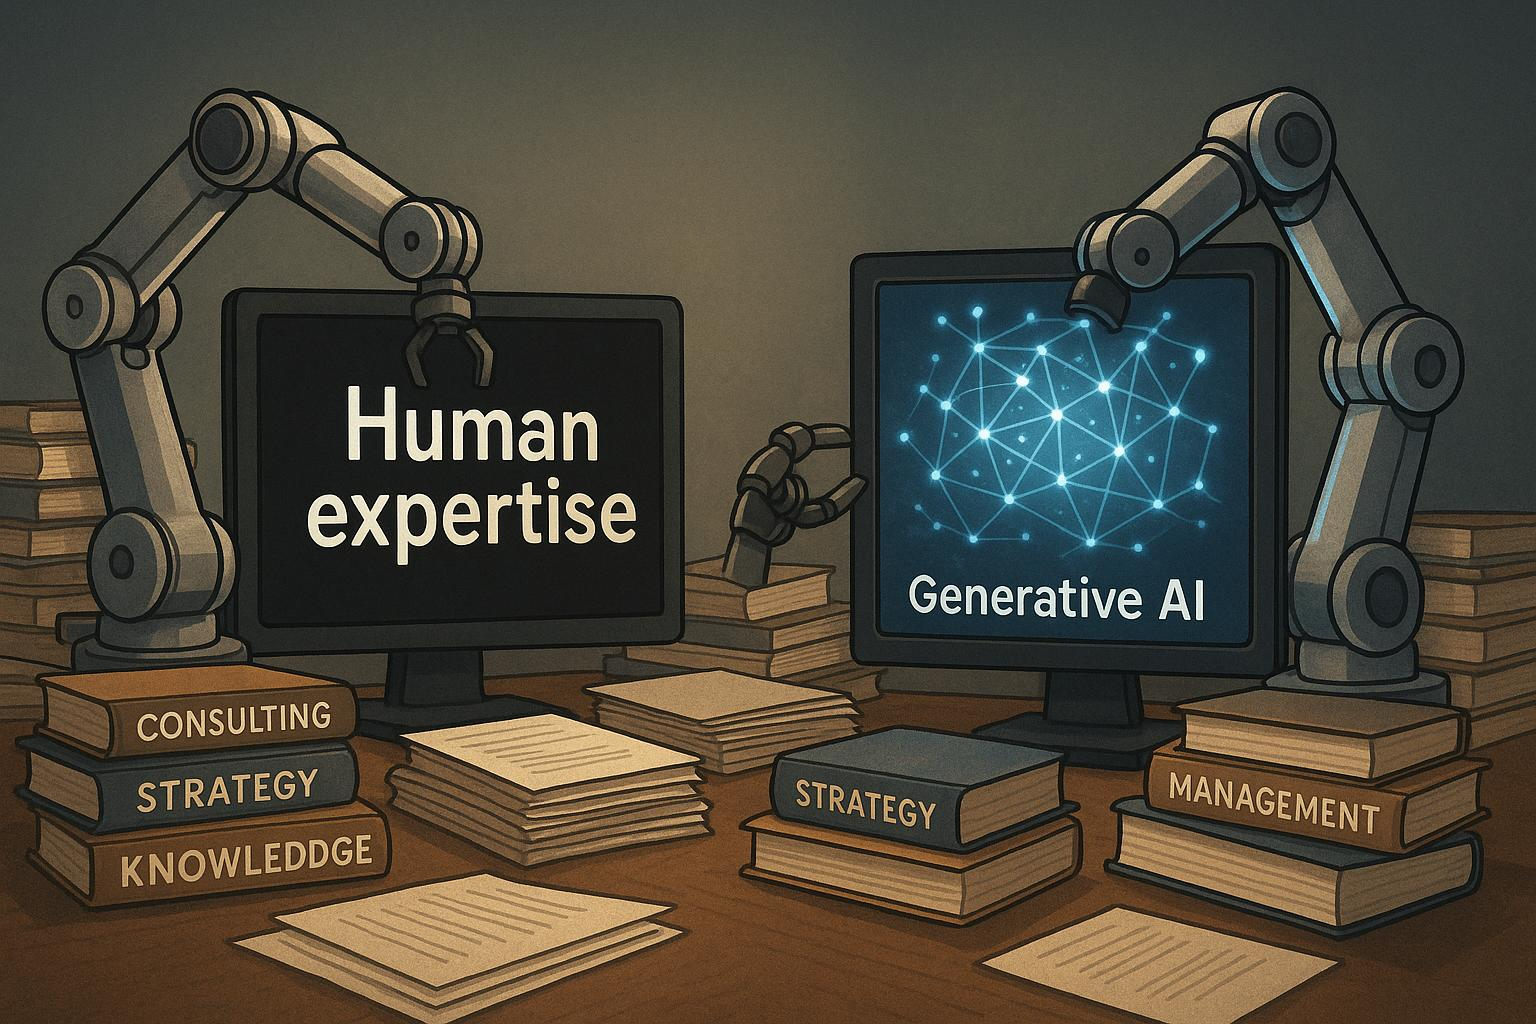 Human
expertise
Generative AI
CONSULTING
STRATEGY
KNOWLEDDGE
STRATEGY
MANAGEMENT